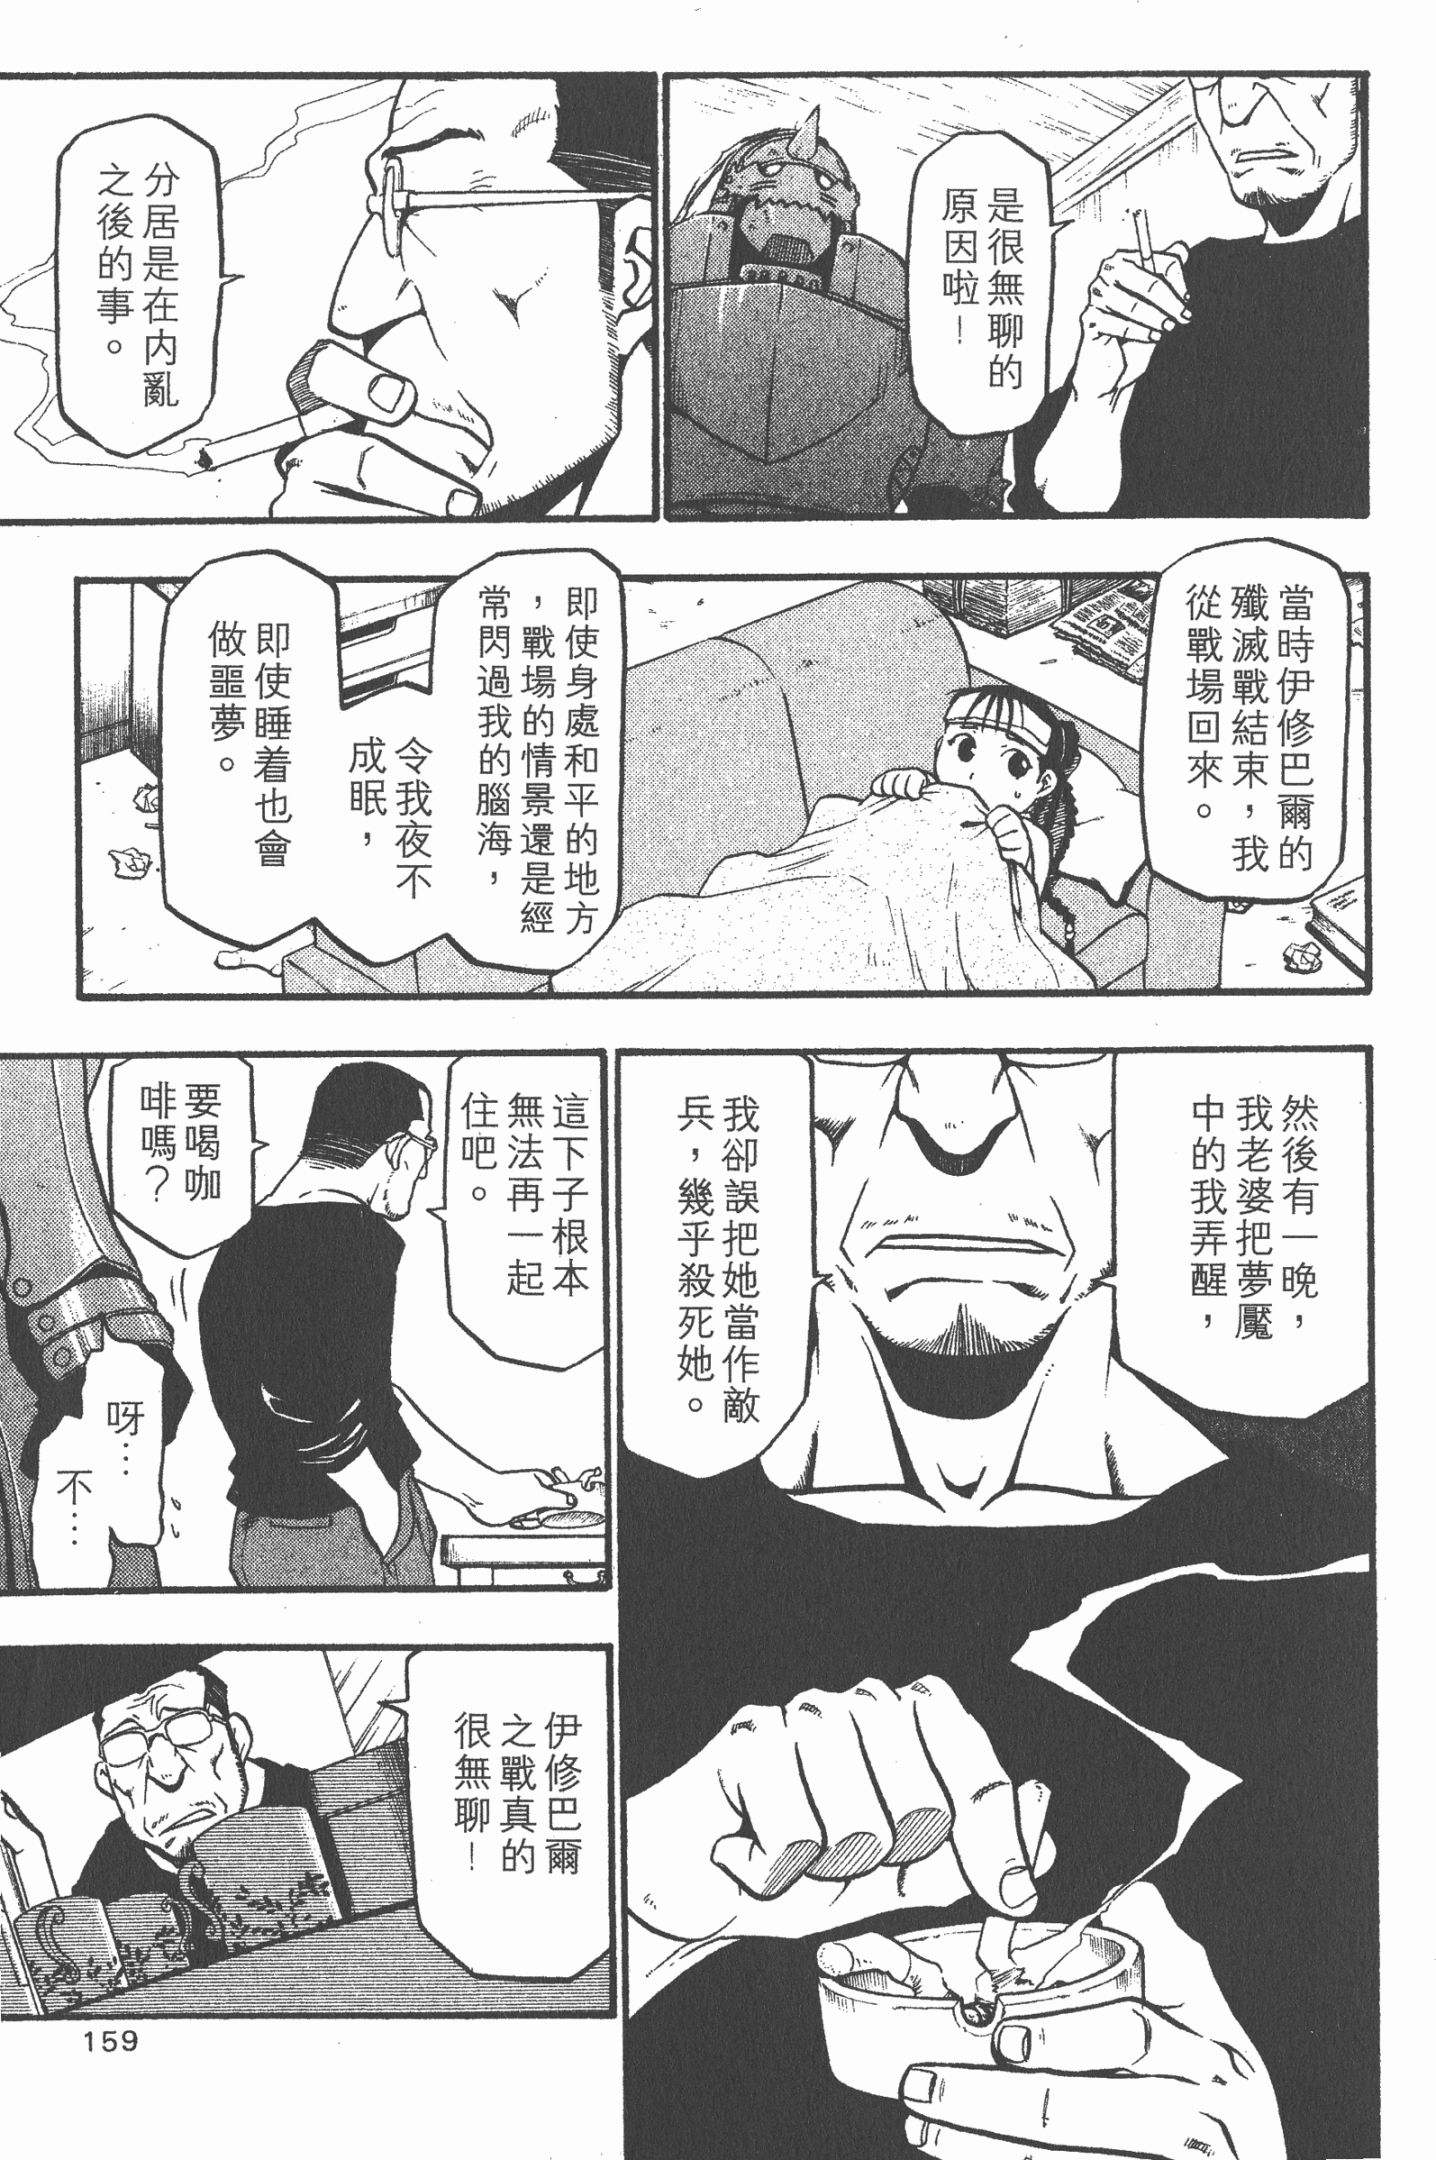 是很無聊的
原因啦！
分居是在內亂
之後的事。
當時伊修巴爾的
殲滅戰結束，我
從戰場回來。
即使身處和平的地方
，戰場的情景還是經
常閃過我的腦海，
令我夜不
成眠，
即使睡着也會
做噩夢。
然後有一晚，
我老婆把夢魘
中的我弄醒，
我卻誤把她當作敵
兵，幾乎殺死她。
這下子根本
無法再一起
住吧。
要喝咖
啡嗎？
呀…
不…
伊修巴爾
之戰真的
很無聊！
159